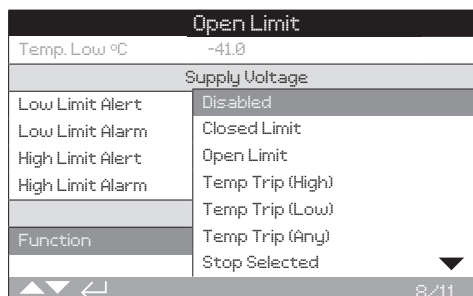 Open Limit
Temp. Low ºC -41.0
Supply Voltage
Low Limit Alert
Low Limit Alarm
High Limit Alert
High Limit Alarm
Function
Disabled
Closed Limit
Open Limit
Temp Trip (High)
Temp Trip (Low)
Temp Trip (Any)
Stop Selected
8/11